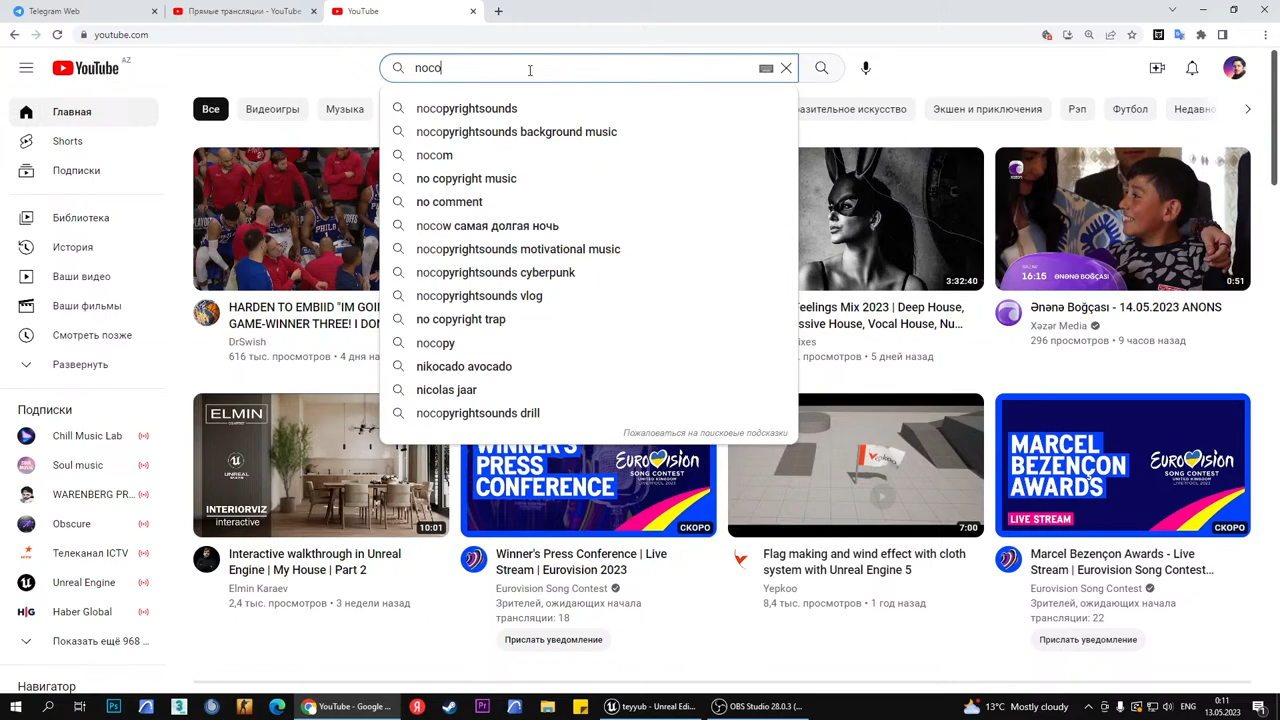 Telegram Web
Прямые трансляции - YouTube
YouTube
youtube.com
YouTube AZ
noco
Главная
Shorts
Подписки
Библиотека
История
Ваши видео
Ваши фильмы
Смотреть позже
Развернуть
Подписки
Chill Music Lab
Soul music
WARENBERG PR...
Obscure
Телеканал ICTV
Unreal Engine
Haber Global
Показать ещё 968 ...
Навигатор
Все
Видеоигры
Музыка
разительное искусство
Экшен и приключения
Рэп
Футбол
Недавно
nocopyrightsounds
nocopyrightsounds background music
nocom
no copyright music
no comment
nocow самая долгая ночь
nocopyrightsounds motivational music
nocopyrightsounds cyberpunk
nocopyrightsounds vlog
no copyright trap
nocopy
nikocado avocado
nicolas jaar
nocopyrightsounds drill
Пожаловаться на поисковые подсказки
3:32:40
16:15 ƏNƏNƏ BOĞÇASI
0:51
HARDEN TO EMBIID "IM GOI
GAME-WINNER THREE! I DON
DrSwish
616 тыс. просмотров • 4 дня на
Feelings Mix 2023 | Deep House,
ssive House, Vocal House, Nu...
ixes
росмотров • 5 дней назад
Ənənə Boğçası - 14.05.2023 ANONS
Xəzər Media
296 просмотров • 9 часов назад
ELMIN
UNREAL
INTERIORVIZ
interactive
10:01
WINNER'S
PRESS
CONFERENCE
EUROVISION
SONG CONTEST
UNITED KINGDOM
LIVERPOOL 2023
СКОРО
Yepkoo
7:00
MARCEL
BEZENÇON
AWARDS
LIVE STREAM
EUROVISION
SONG CONTEST
UNITED KINGDOM
LIVERPOOL 2023
СКОРО
Interactive walkthrough in Unreal
Engine | My House | Part 2
Elmin Karaev
2,4 тыс. просмотров • 3 недели назад
Winner's Press Conference | Live
Stream | Eurovision 2023
Eurovision Song Contest
Зрителей, ожидающих начала
трансляции: 18
Прислать уведомление
Flag making and wind effect with cloth
system with Unreal Engine 5
Yepkoo
8,4 тыс. просмотров • 1 год назад
Marcel Bezençon Awards - Live
Stream | Eurovision Song Contest...
Eurovision Song Contest
Зрителей, ожидающих начала
трансляции: 22
Прислать уведомление
YouTube - Google ...
teyyub - Unreal Edi...
OBS Studio 28.0.3 (...
13°C Mostly cloudy
ENG
0:11
13.05.2023